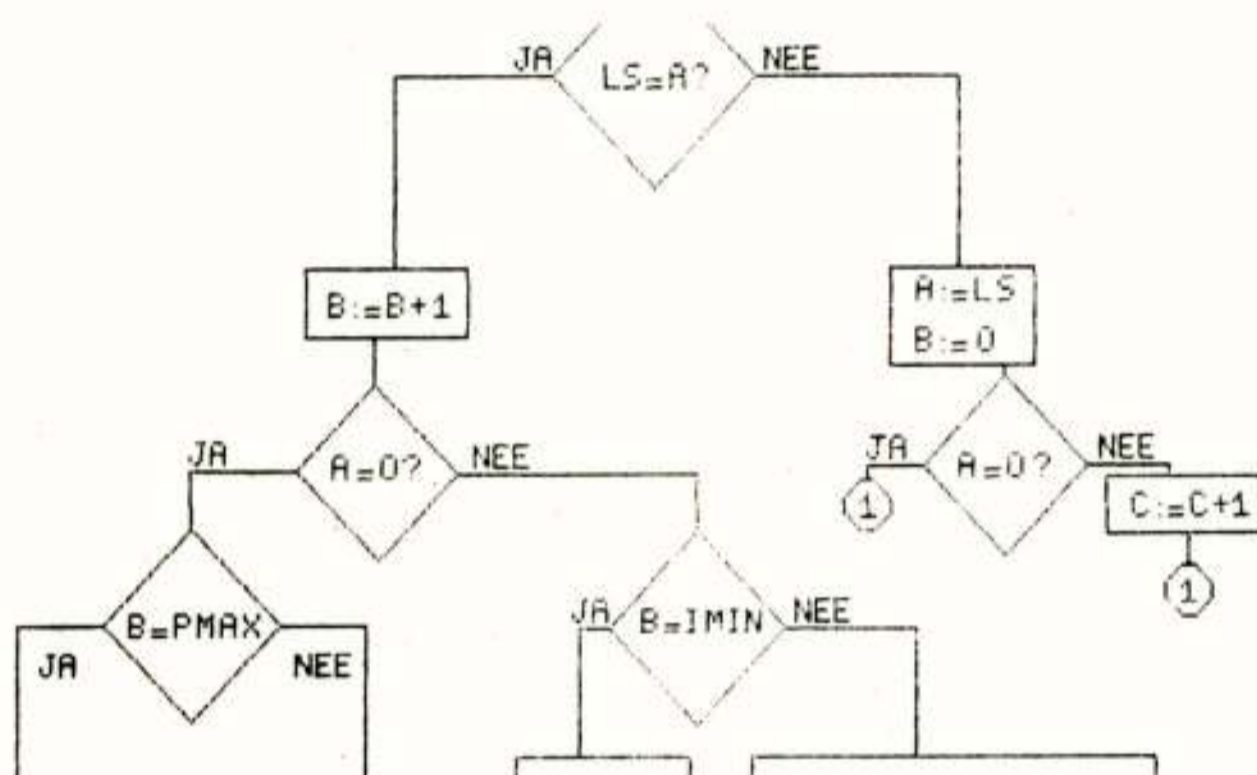 JA LS=A? NEE
B:=B+1
A:=LS
B:=0
JA A=0? NEE
JA A=0? NEE
1
C:=C+1
1
JA B=PMAX NEE
JA B=IMIN NEE